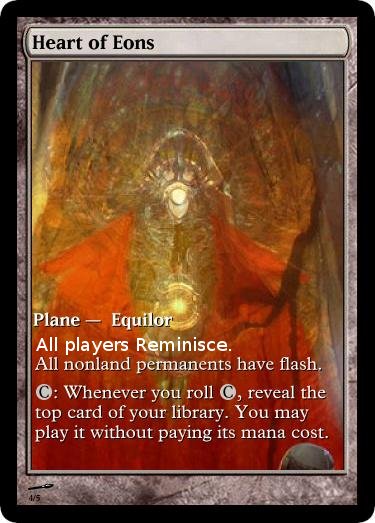 Heart of Eons
Plane — Equilor
All players Reminisce.
All nonland permanents have flash.
C: Whenever you roll C, reveal the
top card of your library. You may
play it without paying its mana cost.
4/5